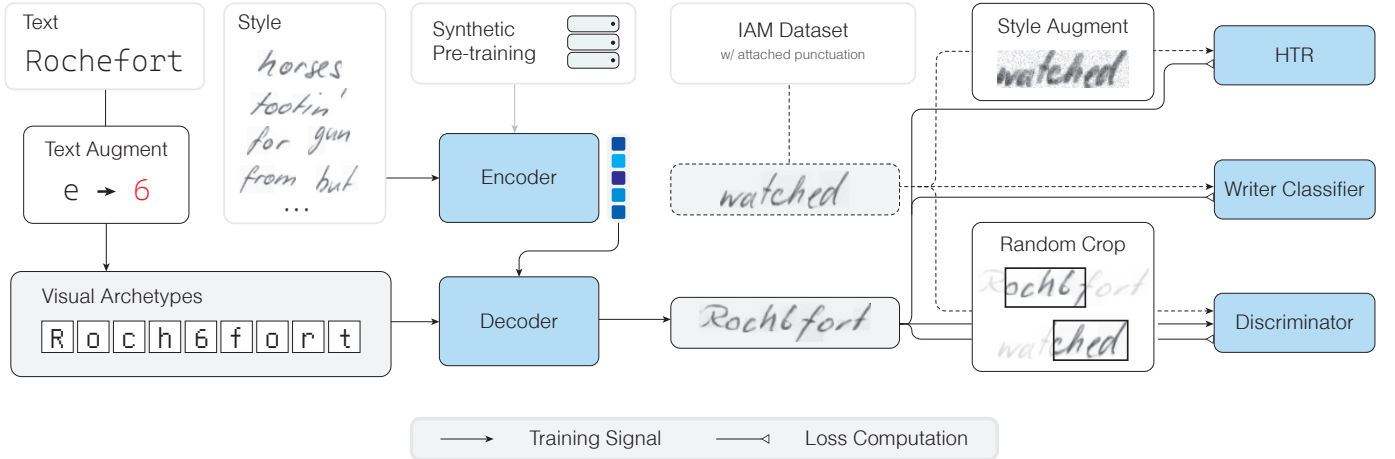 Text
Rochefort
Text Augment
e → 6
Visual Archetypes
R o c h 6 f o r t
Style
horses
tootin'
for gun
from but
...
Synthetic
Pre-training
Encoder
Decoder
IAM Dataset
w/ attached punctuation
watched
Roch6fort
Style Augment
watched
Random Crop
Roch6fort
watched
HTR
Writer Classifier
Discriminator
Training Signal
Loss Computation